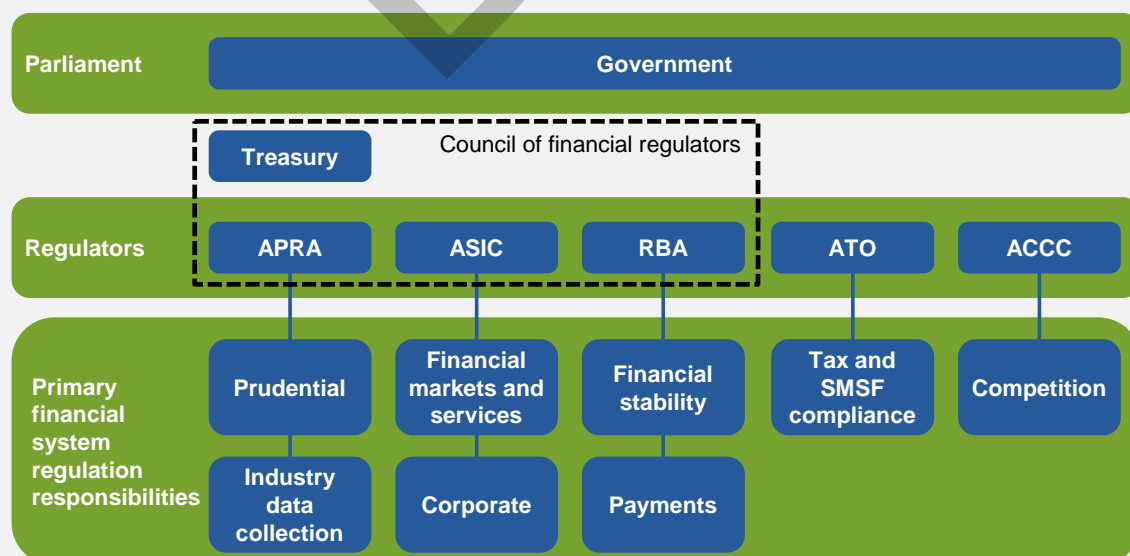 Parliament
Government
Treasury
Council of financial regulators
Regulators
APRA
ASIC
RBA
ATO
ACCC
Primary
financial
system
regulation
responsibilities
Prudential
Financial
markets and
services
Financial
stability
Tax and
SMSF
compliance
Competition
Industry
data
collection
Corporate
Payments